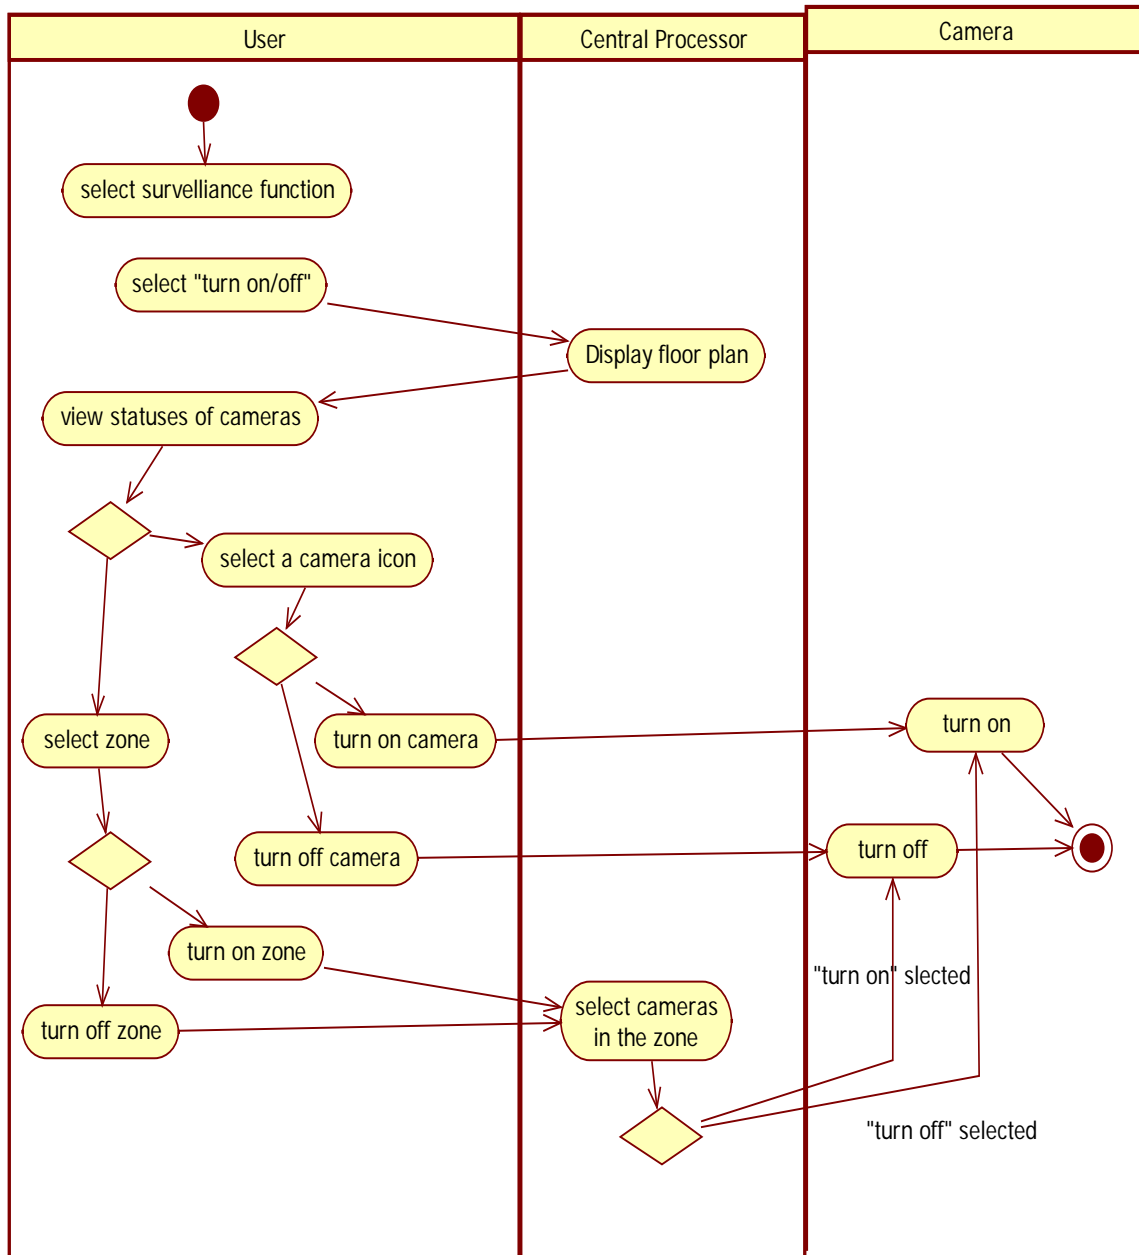 User
Central Processor
Camera
select survelliance function
select "turn on/off"
Display floor plan
view statuses of cameras
select a camera icon
select zone
turn on camera
turn on
turn off camera
turn off
turn on zone
"turn on" slected
select cameras
in the zone
turn off zone
"turn off" selected